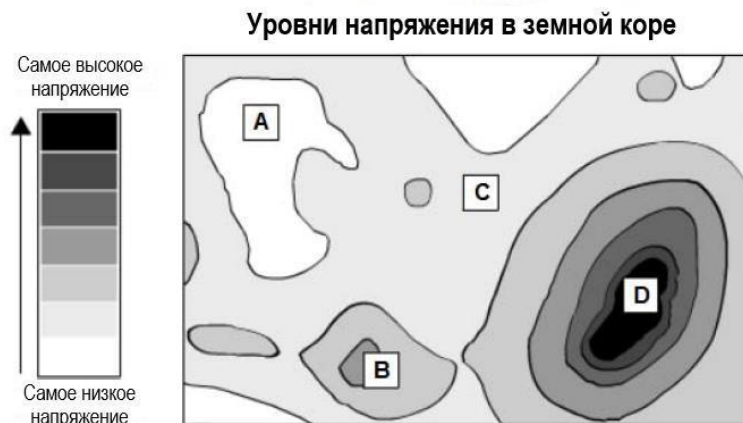 Уровни напряжения в земной коре
Самое высокое
напряжение
A
C
D
B
Самое низкое
напряжение